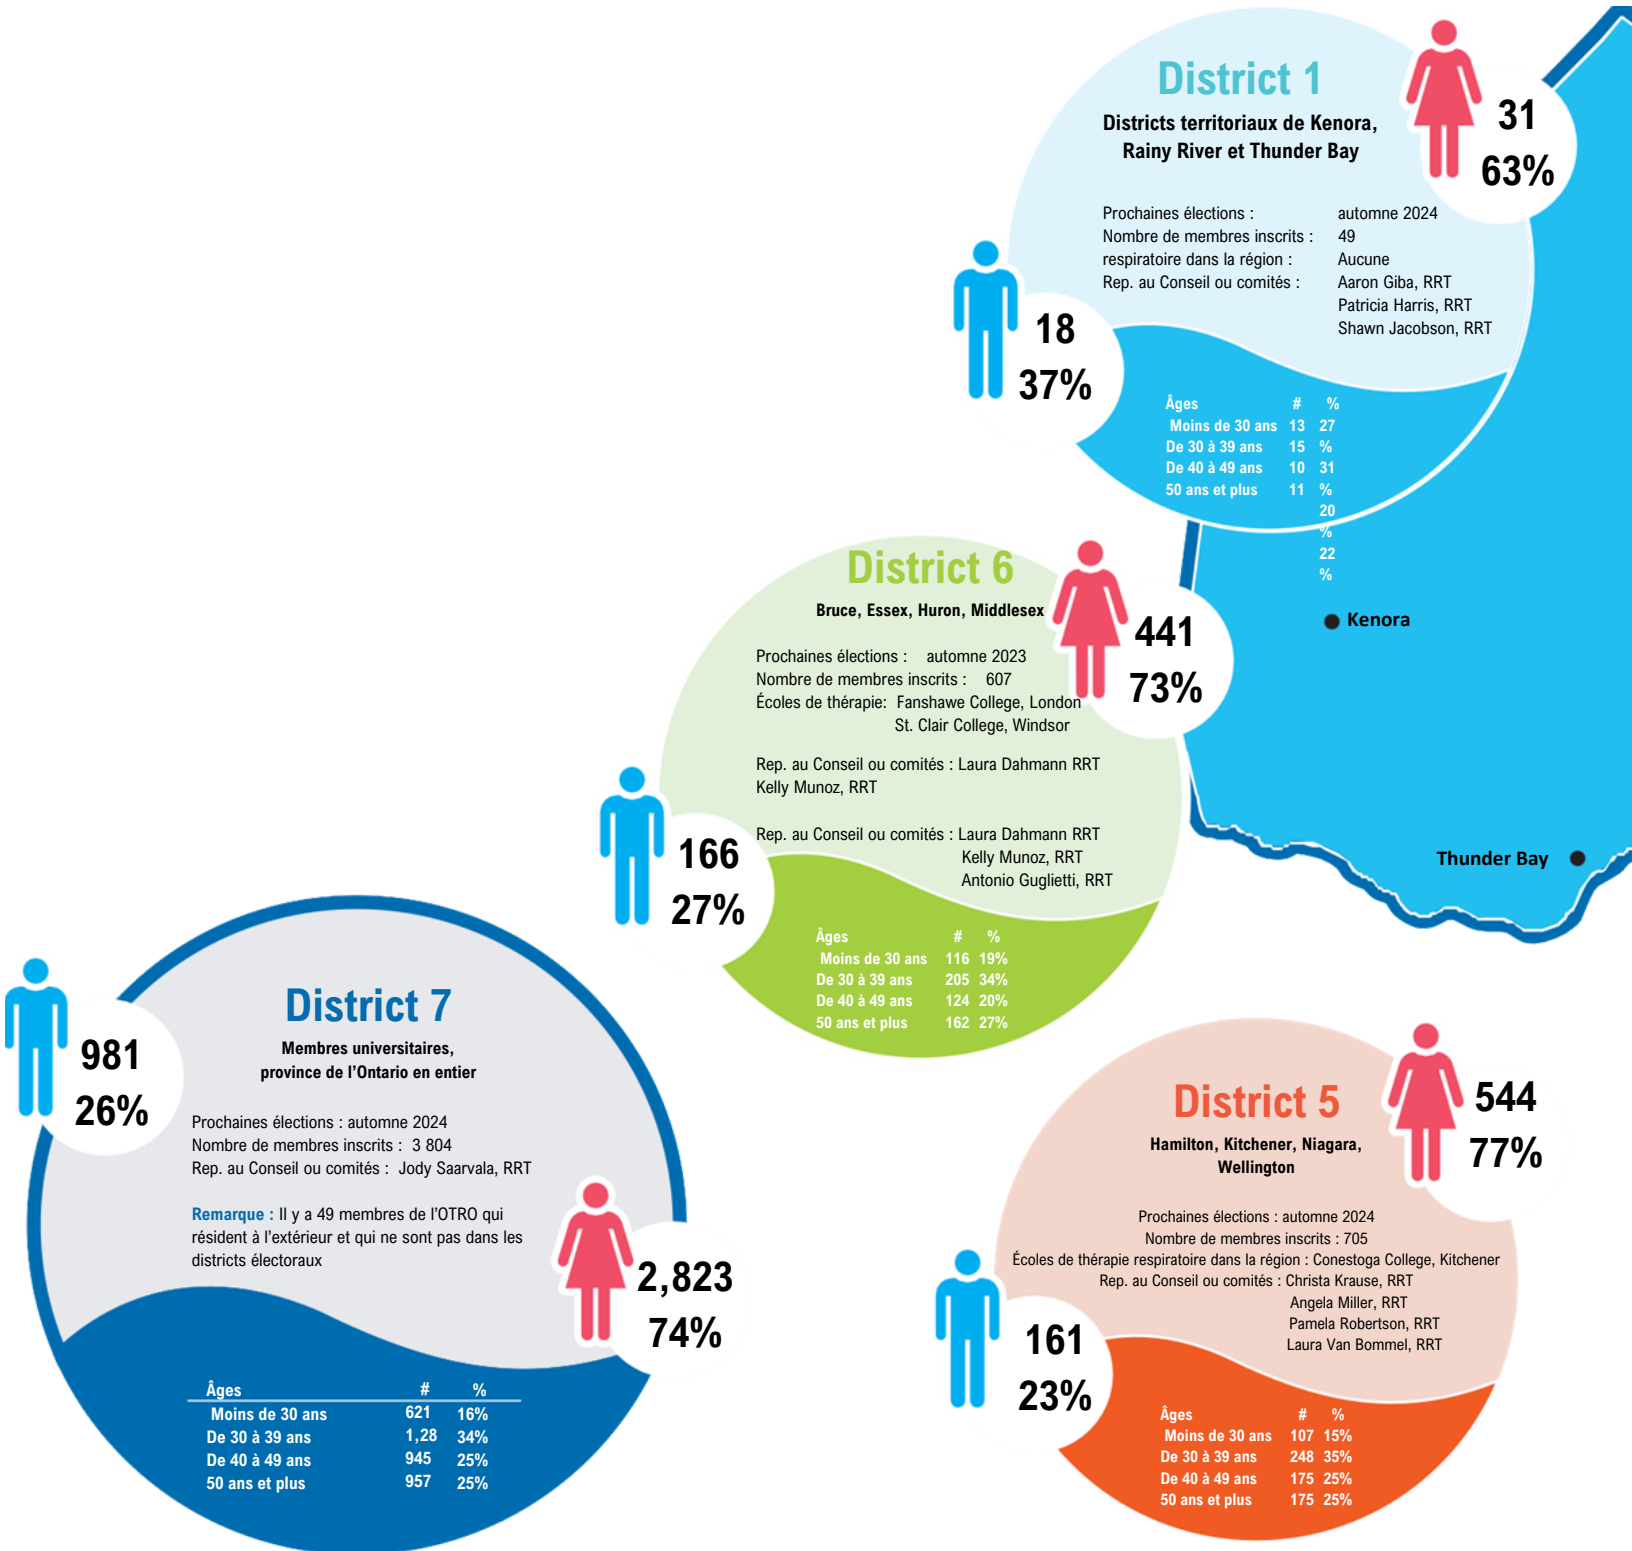 District 1
Districts territoriaux de Kenora,
Rainy River et Thunder Bay
31
63%
Prochaines élections : automne 2024
Nombre de membres inscrits : 49
respiratoire dans la région : Aucune
Rep. au Conseil ou comités : Aaron Giba, RRT
Patricia Harris, RRT
Shawn Jacobson, RRT
18
37%
Âges # %
Moins de 30 ans 13 27
De 30 à 39 ans 15 %
De 40 à 49 ans 10 31
50 ans et plus 11 %
20
%
22
%
Kenora
Thunder Bay
District 6
Bruce, Essex, Huron, Middlesex
441
73%
Prochaines élections : automne 2023
Nombre de membres inscrits : 607
Écoles de thérapie: Fanshawe College, London
St. Clair College, Windsor
Rep. au Conseil ou comités : Laura Dahmann RRT
Kelly Munoz, RRT
Rep. au Conseil ou comités : Laura Dahmann RRT
Kelly Munoz, RRT
Antonio Guglietti, RRT
166
27%
Âges # %
Moins de 30 ans 116 19%
De 30 à 39 ans 205 34%
De 40 à 49 ans 124 20%
50 ans et plus 162 27%
District 7
Membres universitaires,
province de l’Ontario en entier
981
26%
Prochaines élections : automne 2024
Nombre de membres inscrits : 3 804
Rep. au Conseil ou comités : Jody Saarvala, RRT
Remarque : Il y a 49 membres de l’OTRO qui
résident à l’extérieur et qui ne sont pas dans les
districts électoraux
2,823
74%
Âges # %
Moins de 30 ans 621 16%
De 30 à 39 ans 1,28 34%
De 40 à 49 ans 945 25%
50 ans et plus 957 25%
District 5
Hamilton, Kitchener, Niagara,
Wellington
544
77%
Prochaines élections : automne 2024
Nombre de membres inscrits : 705
Écoles de thérapie respiratoire dans la région : Conestoga College, Kitchener
Rep. au Conseil ou comités : Christa Krause, RRT
Angela Miller, RRT
Pamela Robertson, RRT
Laura Van Bommel, RRT
161
23%
Âges # %
Moins de 30 ans 107 15%
De 30 à 39 ans 248 35%
De 40 à 49 ans 175 25%
50 ans et plus 175 25%